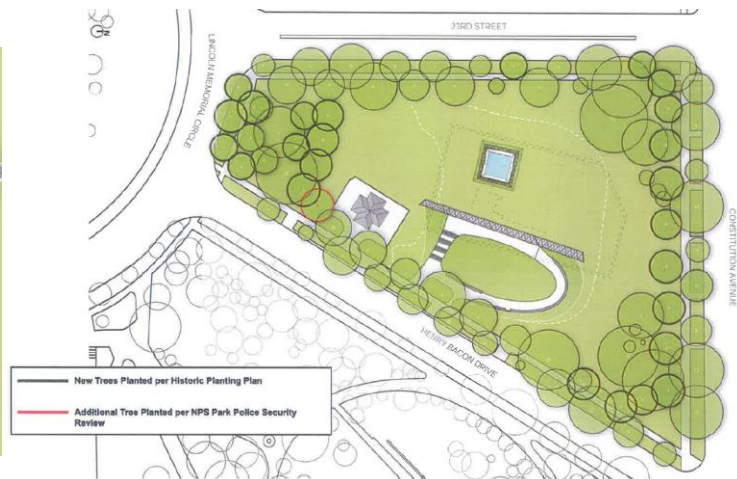 23RD STREET
LINCOLN MEMORIAL CIRCLE
N
CONSTITUTION AVENUE
HENRY BACON DRIVE
New Trees Planted per Historic Planting Plan
Additional Tree Planted per NPS Park Police Security
Review